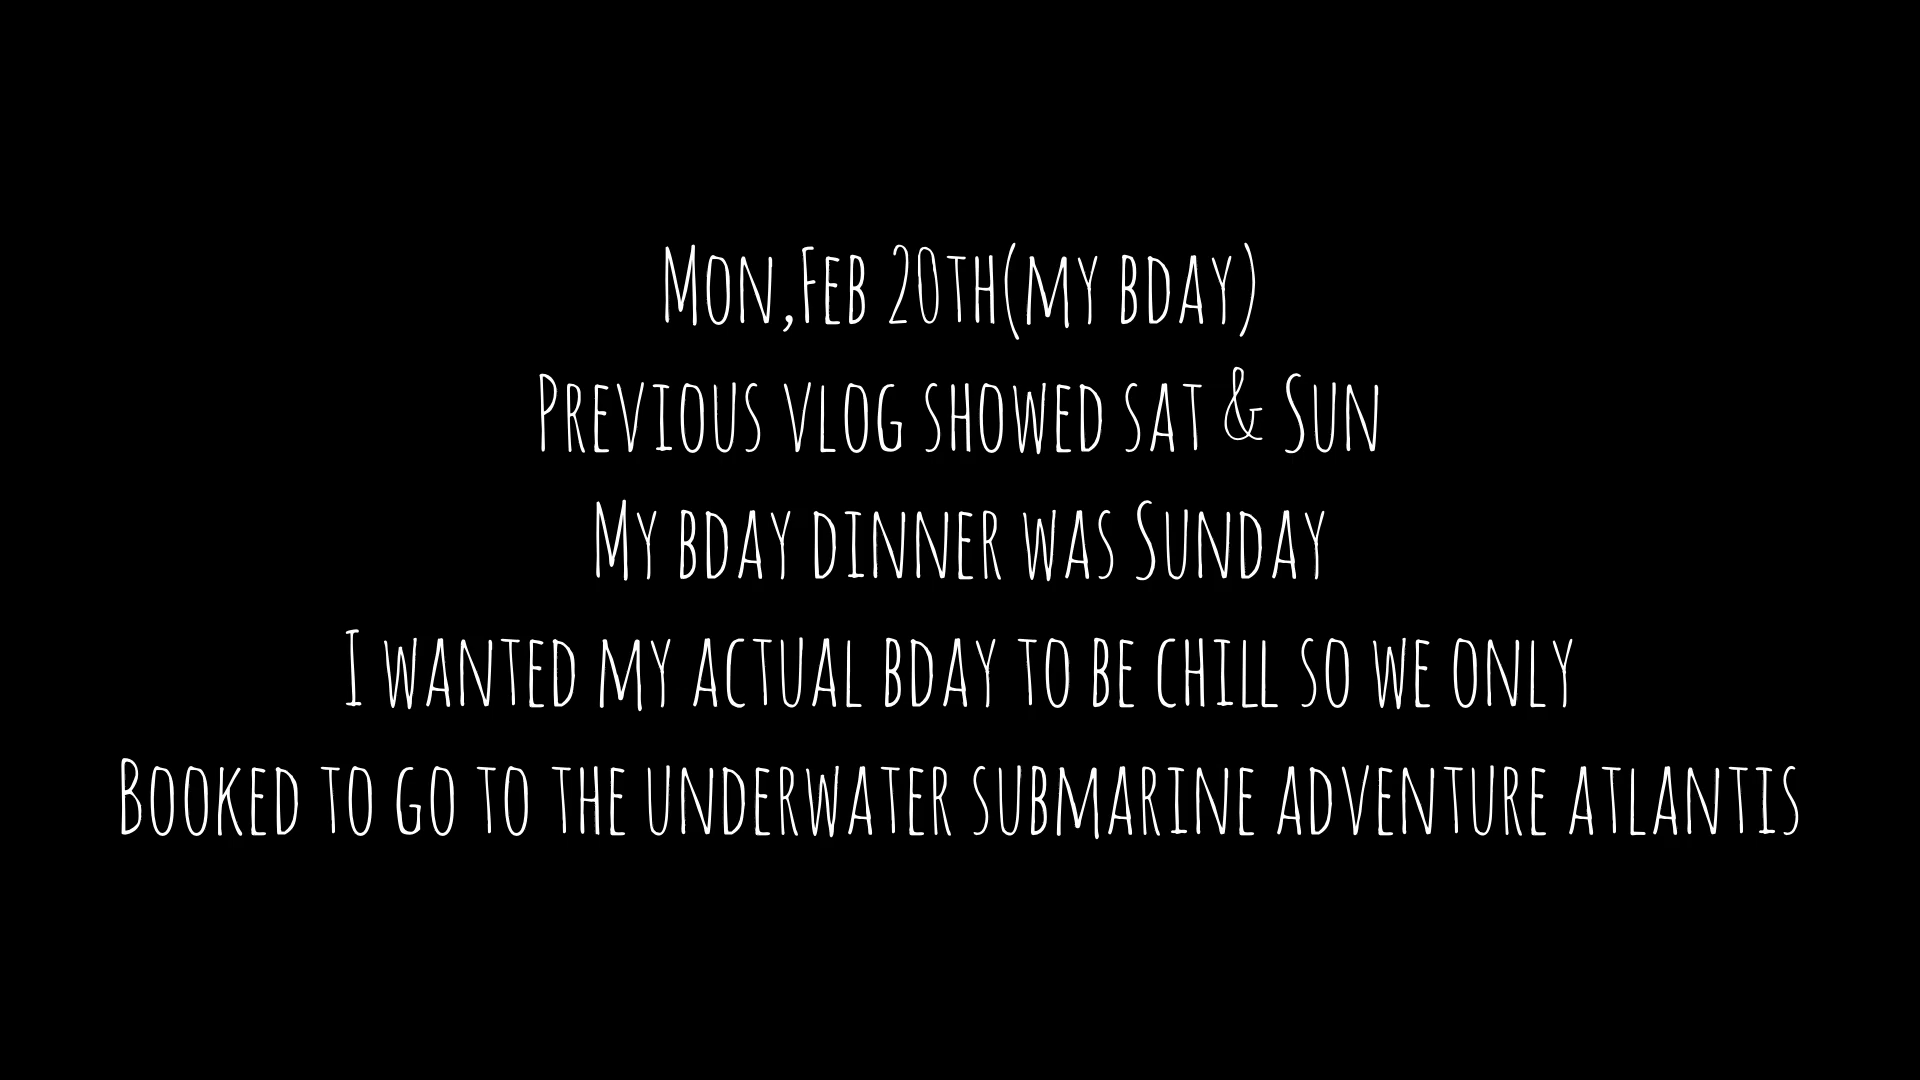 Mon,Feb 20th(my bday)
Previous vlog showed sat & Sun
My bday dinner was Sunday
I wanted my actual bday to be chill so we only
Booked to go to the underwater submarine adventure atlantis